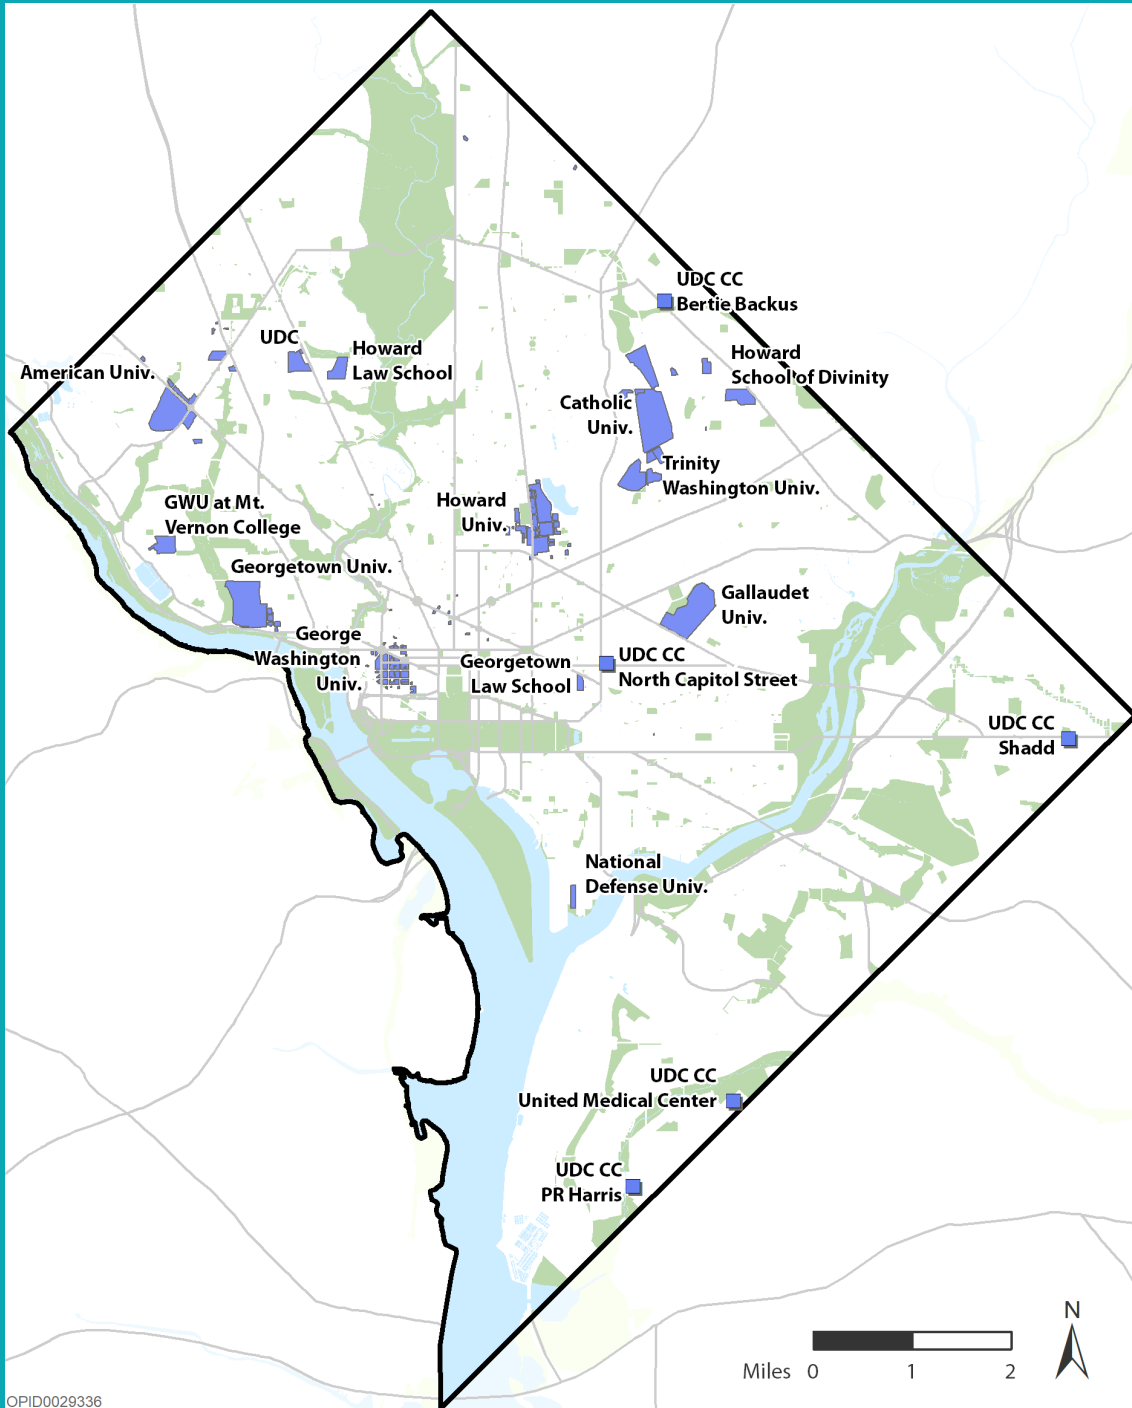 UDC CC
Bertie Backus
UDC
Howard
Law School
American Univ.
Howard
School of Divinity
Catholic
Univ.
Trinity
Washington Univ.
GWU at Mt.
Vernon College
Howard
Univ.
Georgetown Univ.
Gallaudet
Univ.
George
Washington
Univ.
Georgetown
Law School
UDC CC
North Capitol Street
UDC CC
Shadd
National
Defense Univ.
UDC CC
United Medical Center
UDC CC
PR Harris
N
Miles 0 1 2
OPID0029336